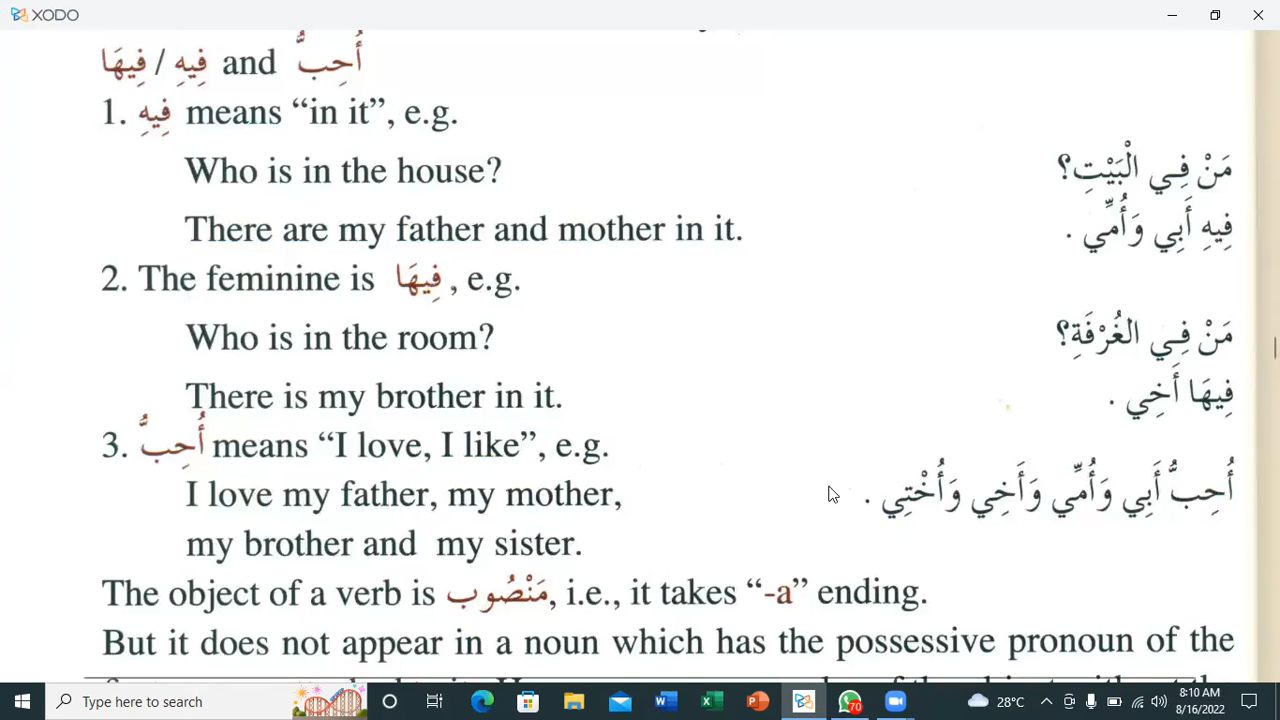 XODO
فِيهِ / فِيهَا and أُحِبُّ
1. فِيهِ means “in it”, e.g.
Who is in the house? مَنْ فِي الْبَيْتِ؟
There are my father and mother in it. فِيهِ أَبِي وَأُمِّي .
2. The feminine is فِيهَا , e.g.
Who is in the room? مَنْ فِي الغُرْفَةِ؟
There is my brother in it. فِيهَا أَخِي .
3. أُحِبُّ means “I love, I like”, e.g.
I love my father, my mother, أُحِبُّ أَبِي وَأُمِّي وَأَخِي وَأُخْتِي .
my brother and my sister.
The object of a verb is مَنْصُوب, i.e., it takes “-a” ending.
But it does not appear in a noun which has the possessive pronoun of the
Type here to search
70
28°C
8:10 AM
8/16/2022